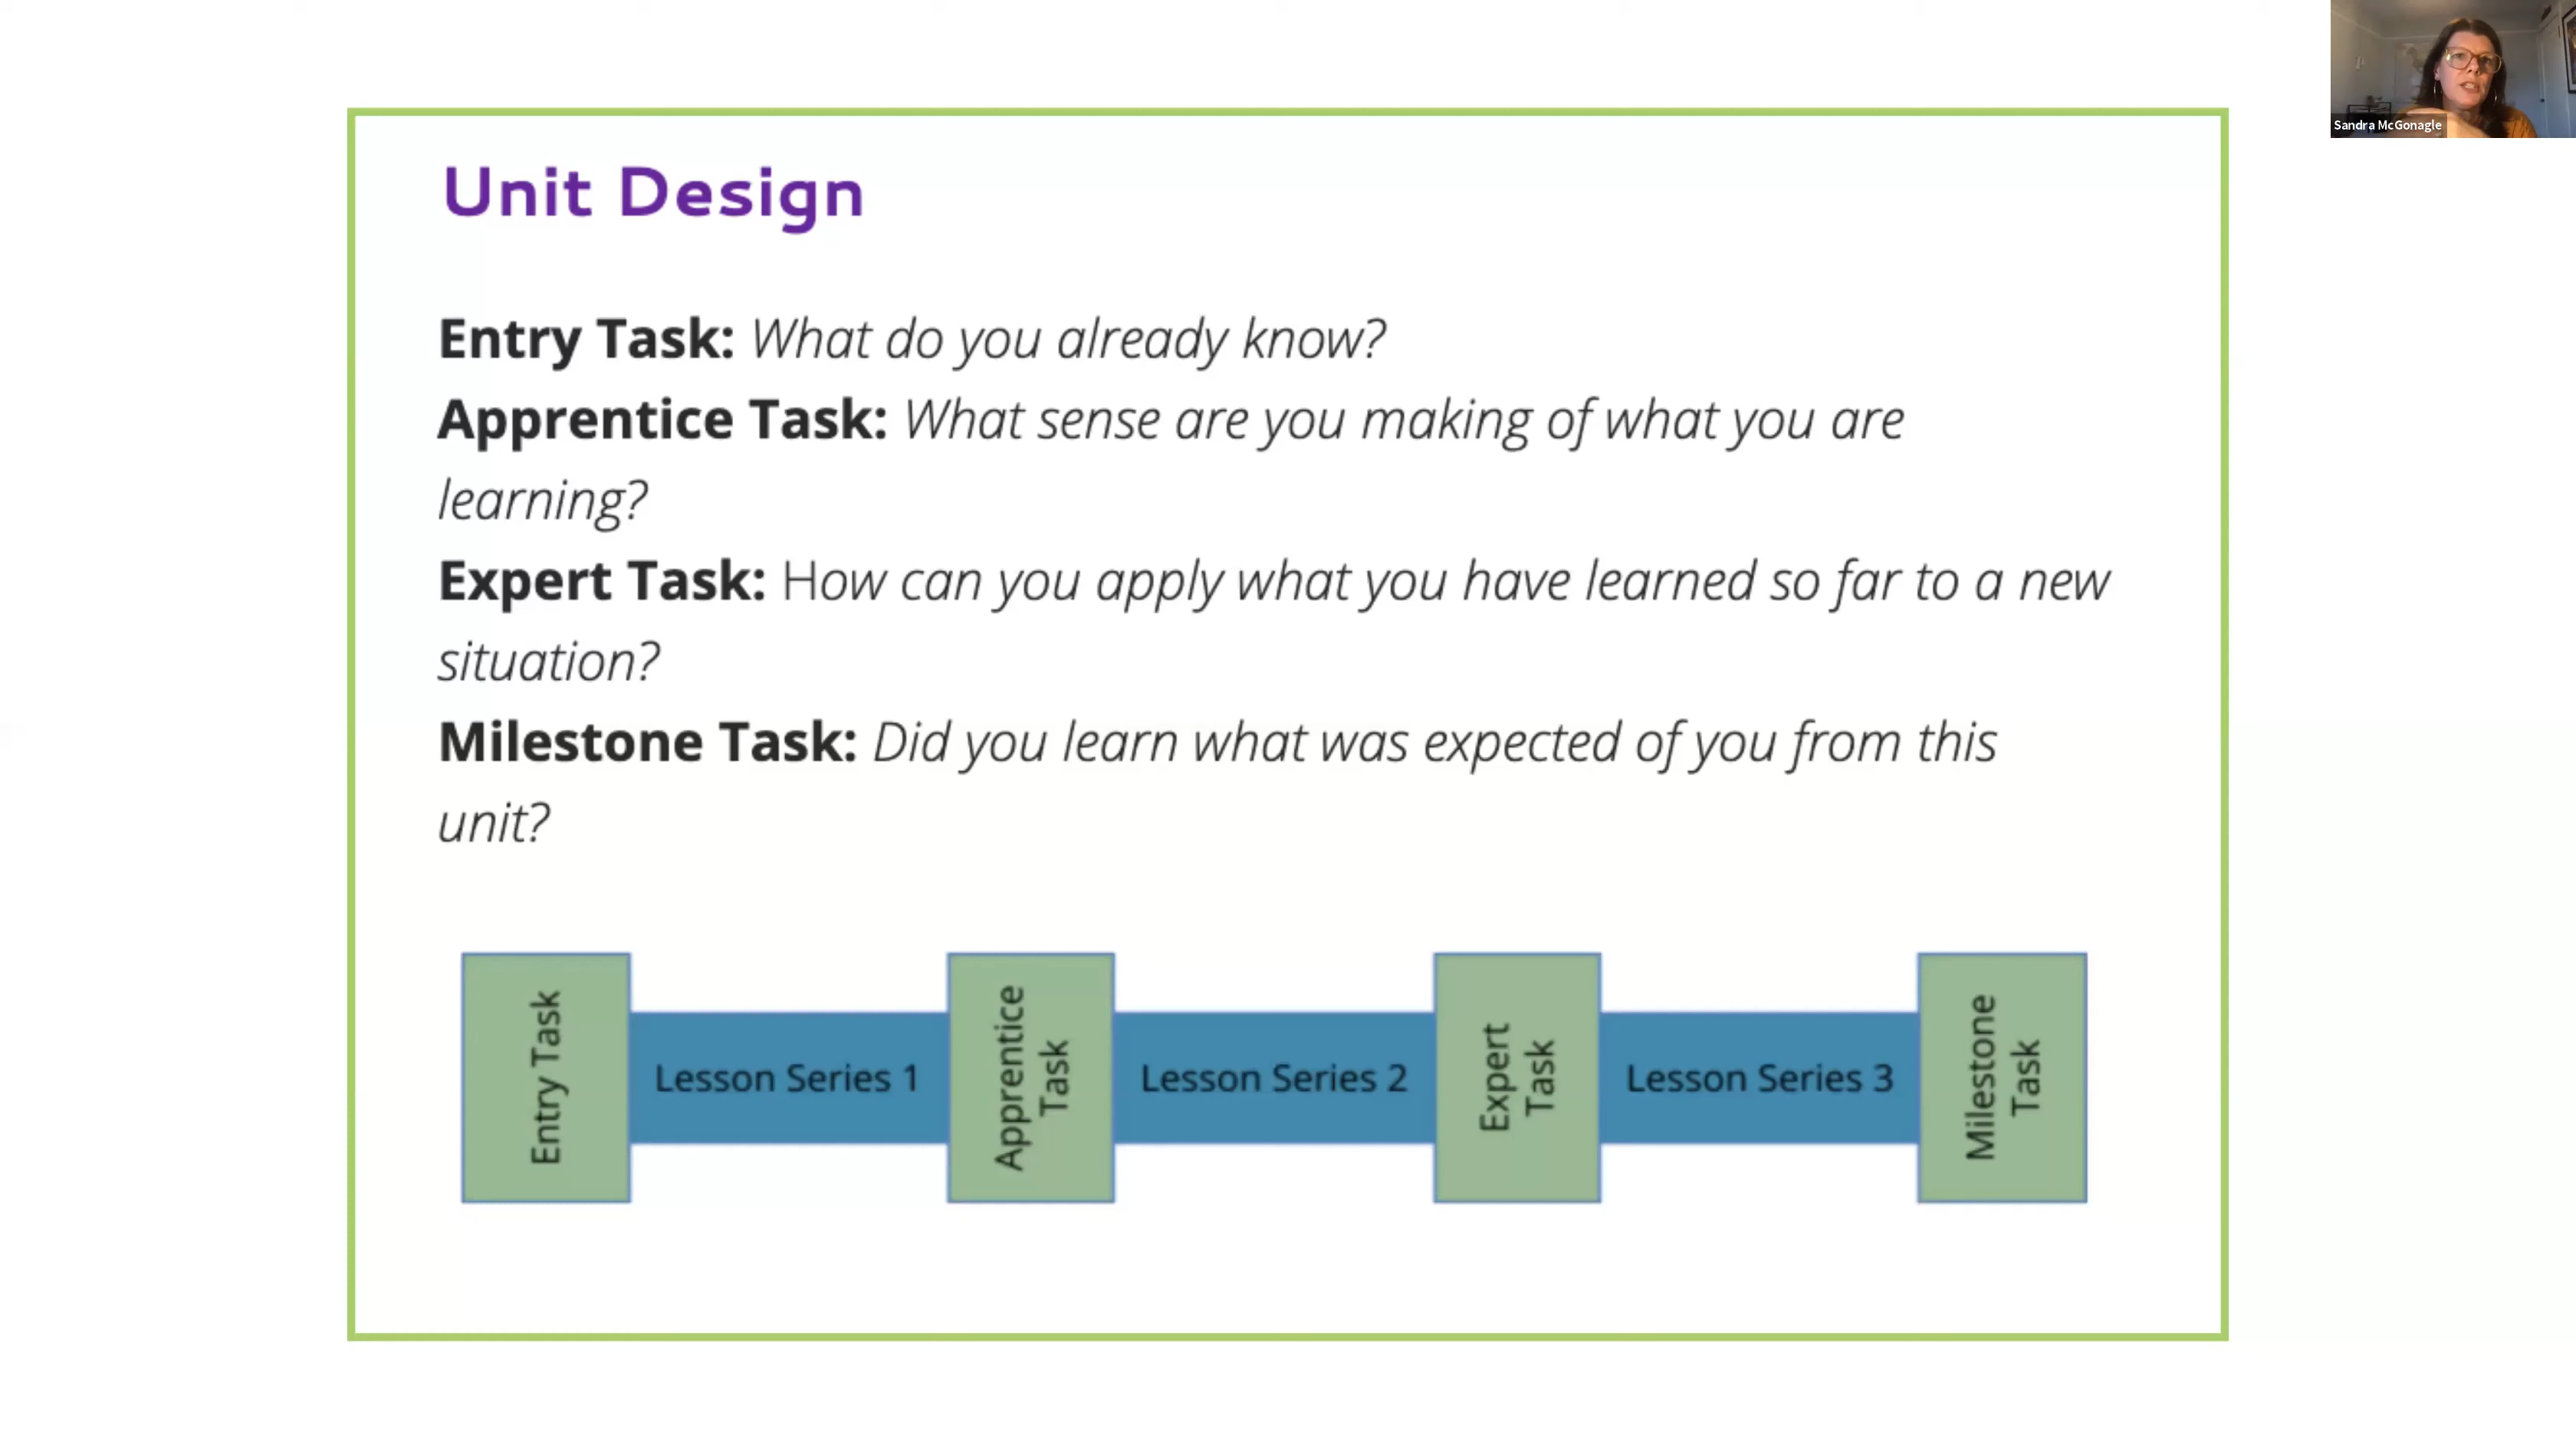 Sandra McGonagle
Unit Design
Entry Task: What do you already know?
Apprentice Task: What sense are you making of what you are
learning?
Expert Task: How can you apply what you have learned so far to a new
situation?
Milestone Task: Did you learn what was expected of you from this
unit?
Entry Task
Lesson Series 1
Apprentice
Task
Lesson Series 2
Expert
Task
Lesson Series 3
Milestone
Task